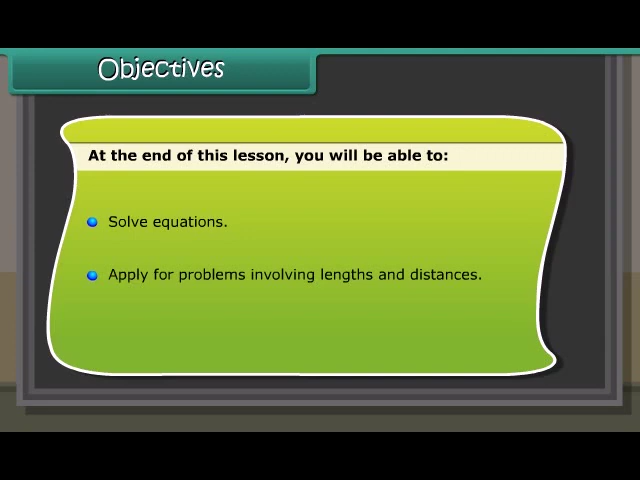 Objectives
At the end of this lesson, you will be able to:
Solve equations.
Apply for problems involving lengths and distances.